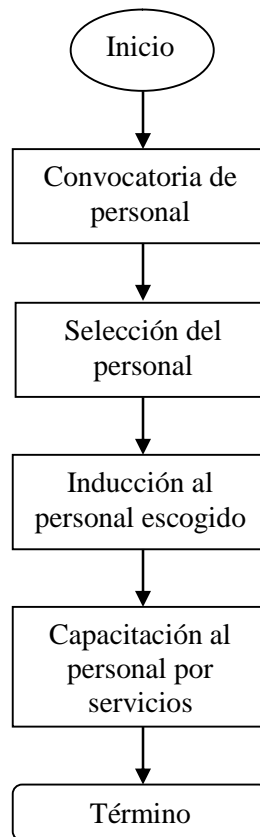 Inicio
Convocatoria de
personal
Selección del
personal
Inducción al
personal escogido
Capacitación al
personal por
servicios
Término